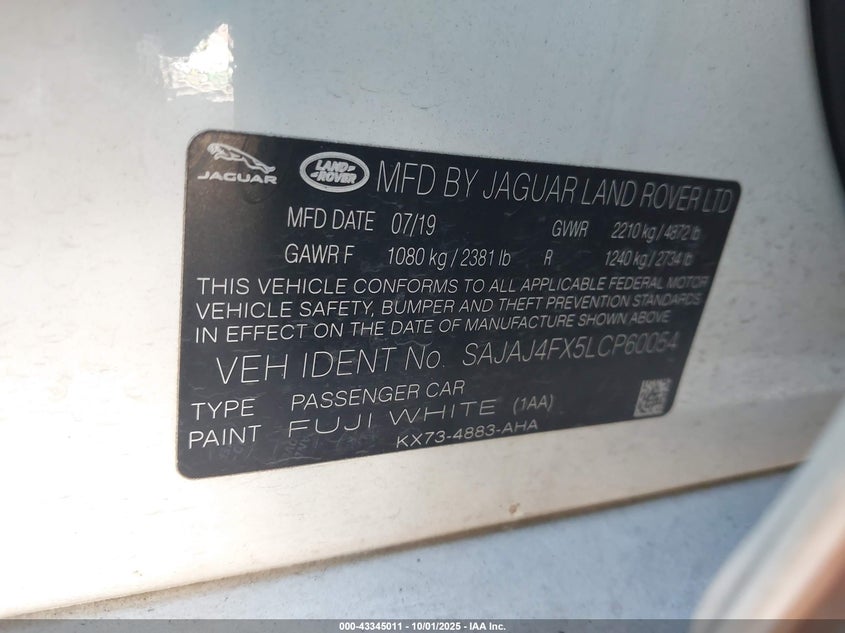 JAGUAR
LAND ROVER
MFD BY JAGUAR LAND ROVER LTD
MFD DATE 07/19 GVWR 2210 kg / 4872 lb
GAWR F 1080 kg / 2381 lb R 1240 kg / 2734 lb
THIS VEHICLE CONFORMS TO ALL APPLICABLE FEDERAL MOTOR
VEHICLE SAFETY, BUMPER AND THEFT PREVENTION STANDARDS
IN EFFECT ON THE DATE OF MANUFACTURE SHOWN ABOVE
VEH IDENT No. SAJAJ4FX5LCP60054
TYPE PASSENGER CAR
PAINT FUJI WHITE (1AA)
KX73-4883-AHA
000-43345011 - 10/01/2025 - IAA Inc.